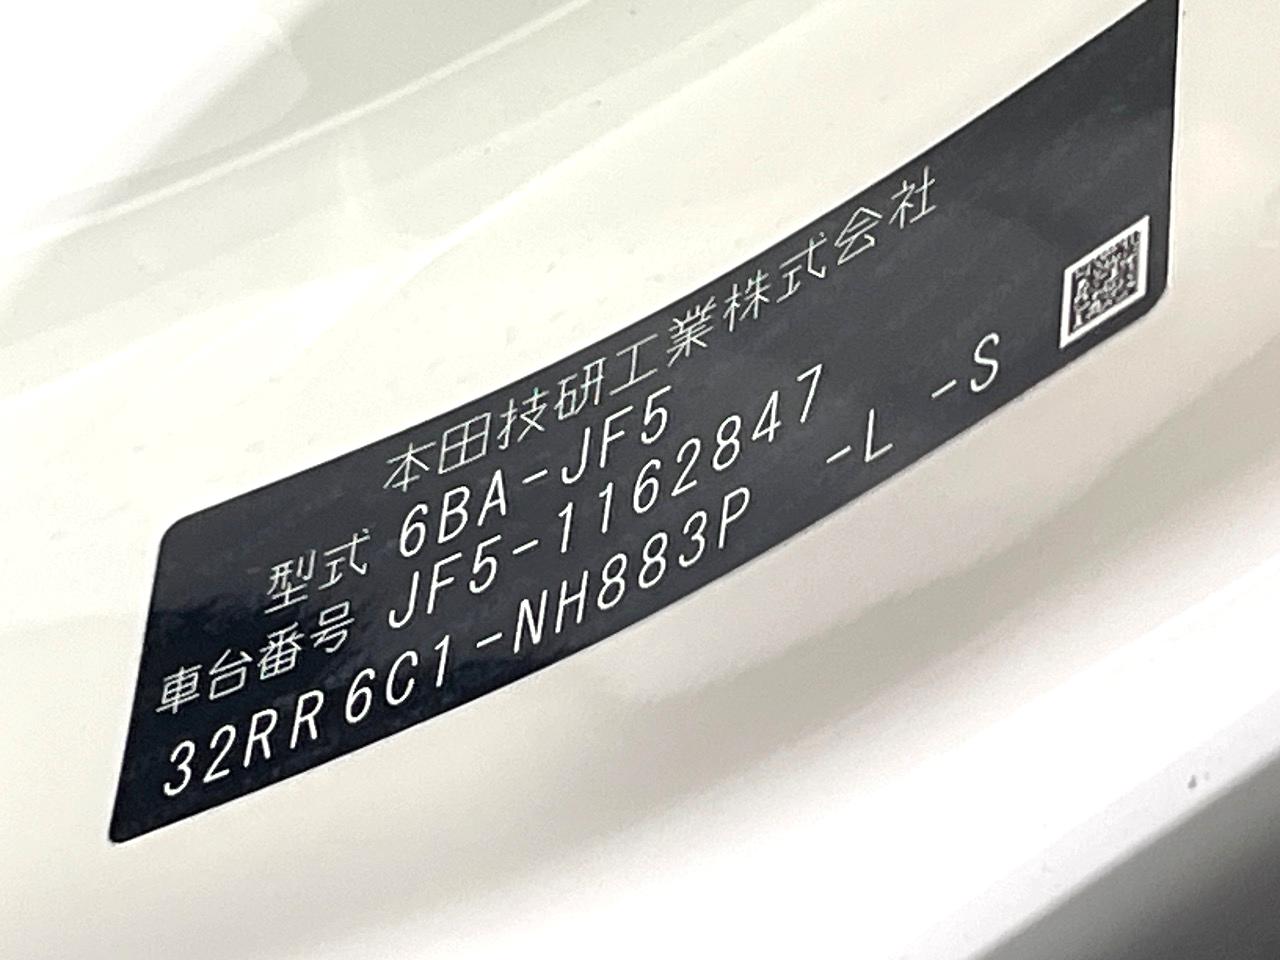 本田技研工業株式会社
型式 6BA-JF5
車台番号 JF5-1162847
32RR6C1-NH883P -L -S